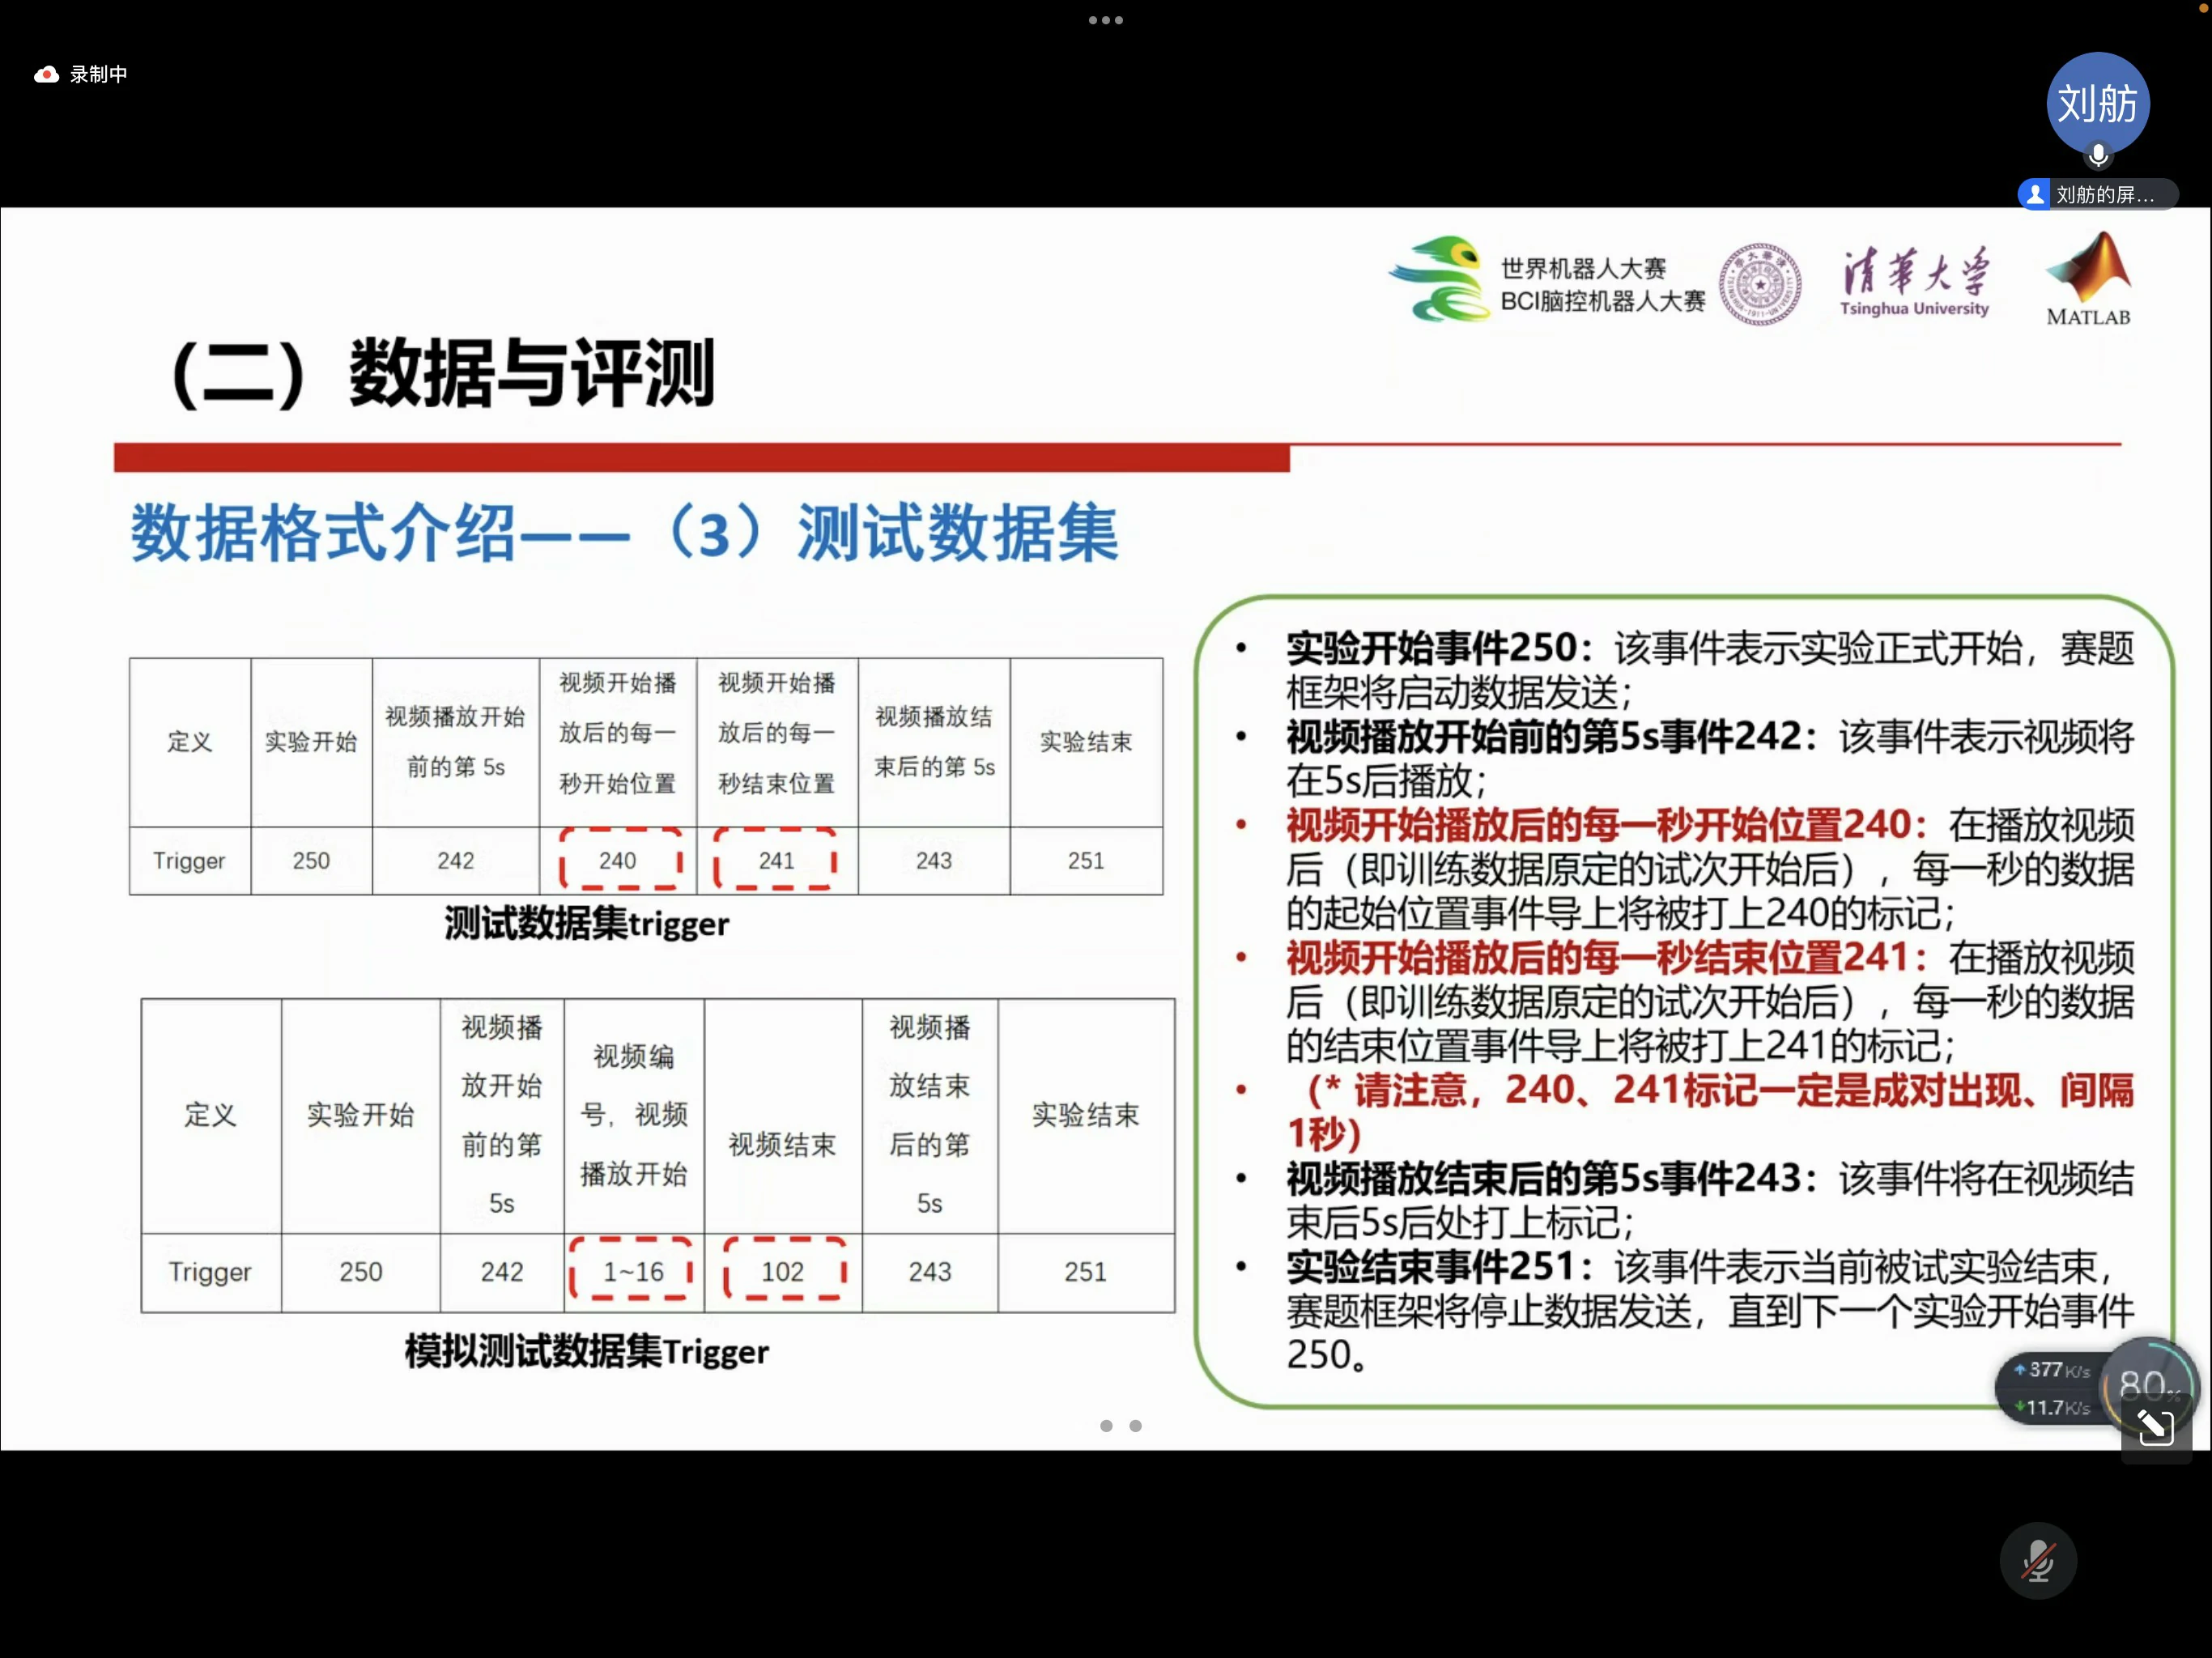 录制中
刘舫
刘舫的屏...
世界机器人大赛
BCI脑控机器人大赛
清华大学
Tsinghua University
MATLAB
（二）数据与评测
数据格式介绍——（3）测试数据集
定义
实验开始
视频播放开始
前的第 5s
视频开始播
放后的每一
秒开始位置
视频开始播
放后的每一
秒结束位置
视频播放结
束后的第 5s
实验结束
Trigger
250
242
240
241
243
251
测试数据集trigger
定义
实验开始
视频播
放开始
前的第
5s
视频编
号，视频
播放开始
视频结束
视频播
放结束
后的第
5s
实验结束
Trigger
250
242
1~16
102
243
251
模拟测试数据集Trigger
• 实验开始事件250：该事件表示实验正式开始，赛题
框架将启动数据发送；
• 视频播放开始前的第5s事件242：该事件表示视频将
在5s后播放；
• 视频开始播放后的每一秒开始位置240：在播放视频
后（即训练数据原定的试次开始后），每一秒的数据
的起始位置事件导上将被打上240的标记；
• 视频开始播放后的每一秒结束位置241：在播放视频
后（即训练数据原定的试次开始后），每一秒的数据
的结束位置事件导上将被打上241的标记；
• （* 请注意，240、241标记一定是成对出现、间隔
1秒）
• 视频播放结束后的第5s事件243：该事件将在视频结
束后5s后处打上标记；
• 实验结束事件251：该事件表示当前被试实验结束，
赛题框架将停止数据发送，直到下一个实验开始事件
250。
377K/s
11.7K/s
80%